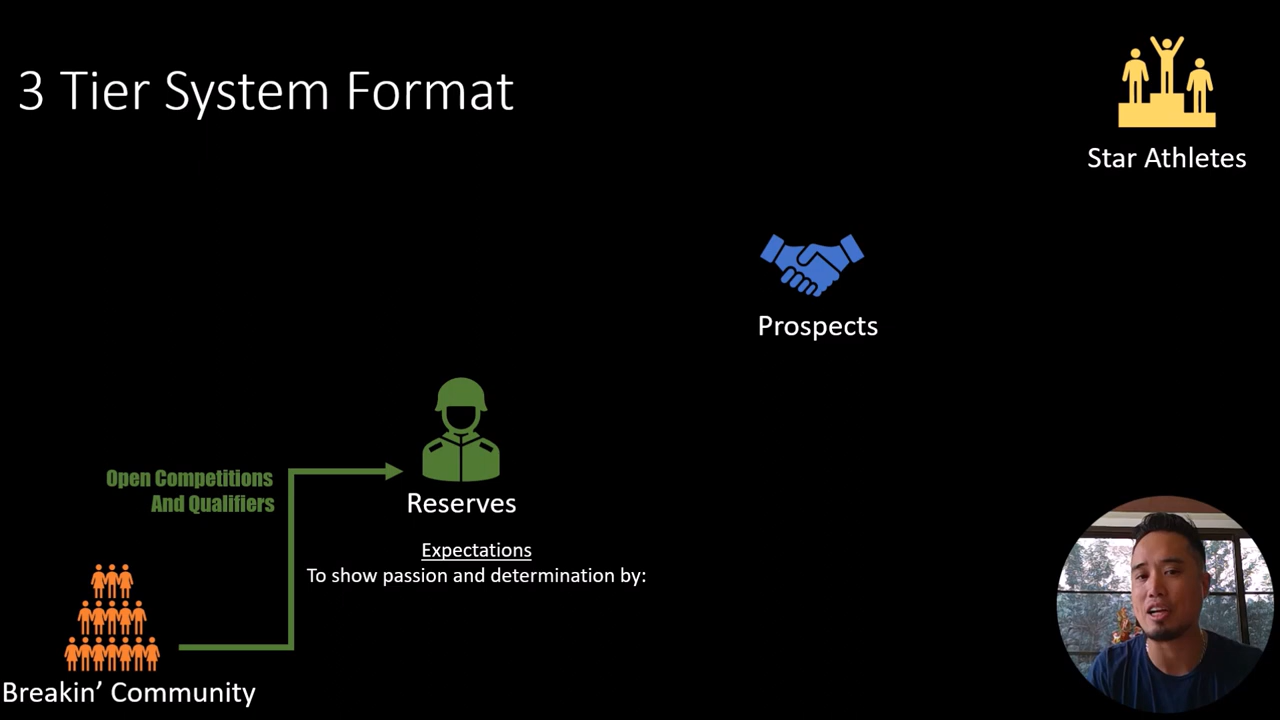 3 Tier System Format
Star Athletes
Prospects
Open Competitions
And Qualifiers
Reserves
Expectations
To show passion and determination by:
Breakin’ Community